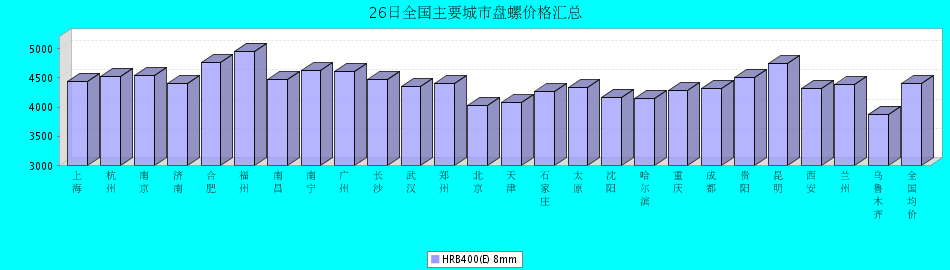 26日全国主要城市盘螺价格汇总
5000
4500
4000
3500
3000
上海
杭州
南京
济南
合肥
福州
南昌
南宁
广州
长沙
武汉
郑州
北京
天津
石家庄
太原
沈阳
哈尔滨
重庆
成都
贵阳
昆明
西安
兰州
乌鲁木齐
全国均价
HRB400(E) 8mm